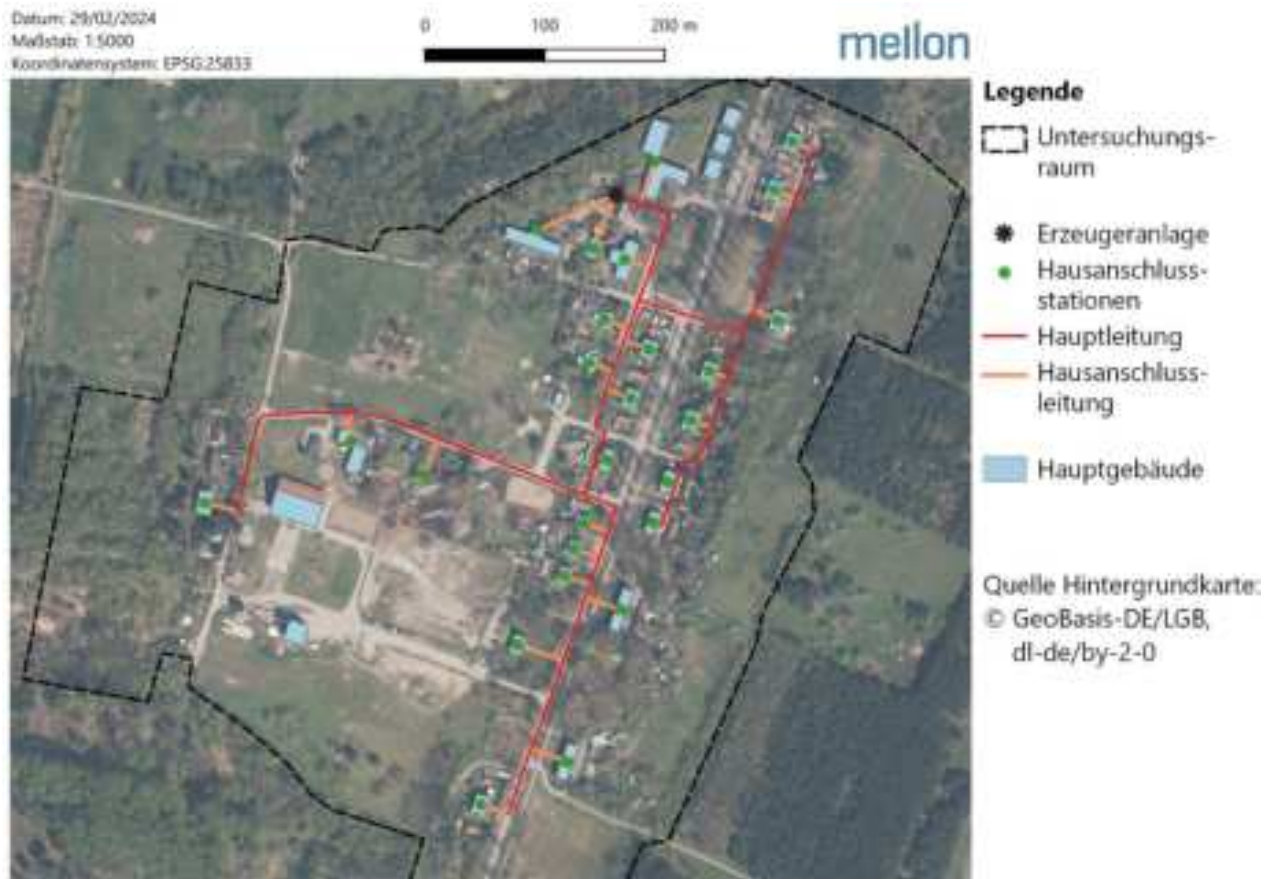 Datum: 29/02/2024
Maßstab: 1:5000
Koordinatensystem: EPSG:25833
0 100 200 m
mellon
Legende
Untersuchungs-
raum
Erzeugeranlage
Hausanschluss-
stationen
Hauptleitung
Hausanschluss-
leitung
Hauptgebäude
Quelle Hintergrundkarte:
© GeoBasis-DE/LGB,
dl-de/by-2-0